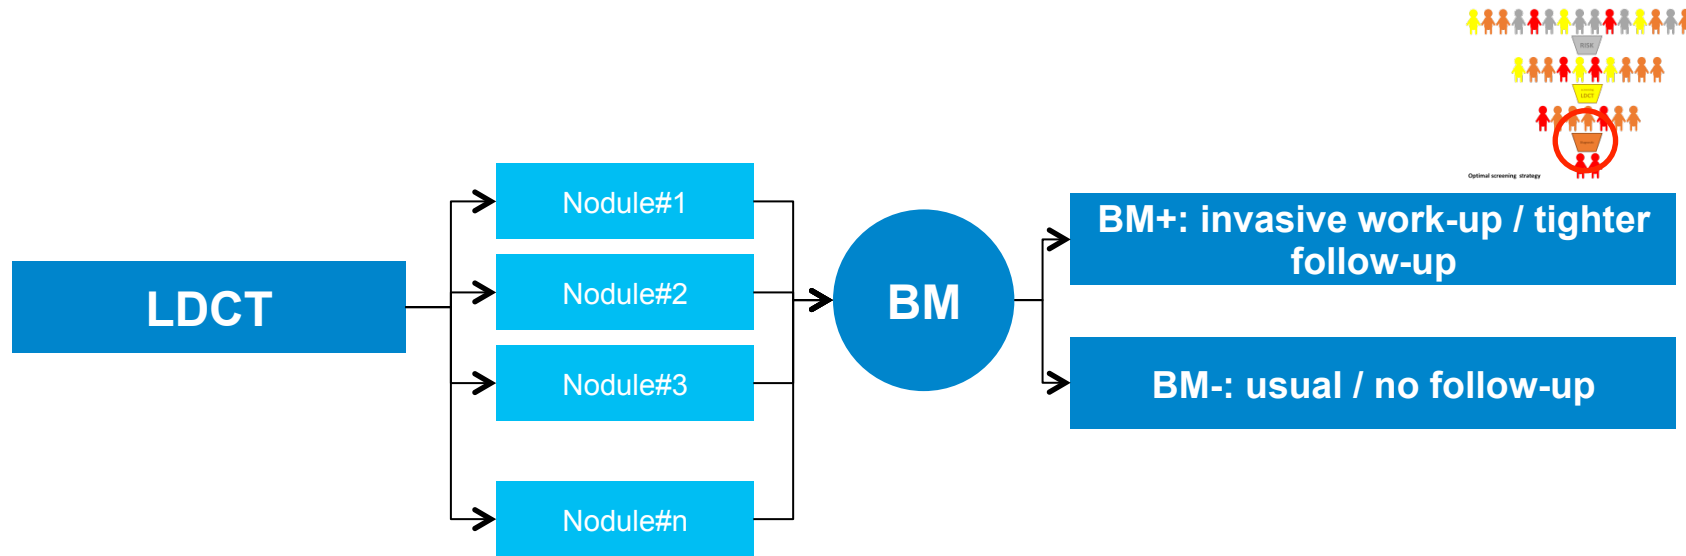 RISK
LDCT
Optimal screening strategy
Nodule#1
Nodule#2
Nodule#3
Nodule#n
LDCT
BM
BM+: invasive work-up / tighter
follow-up
BM-: usual / no follow-up